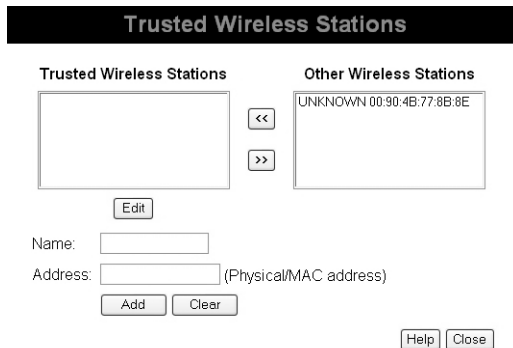 Trusted Wireless Stations
Trusted Wireless Stations
Other Wireless Stations
UNKNOWN 00:90:4B:77:8B:8E
<<
>>
Edit
Name:
Address:
(Physical/MAC address)
Add
Clear
Help
Close